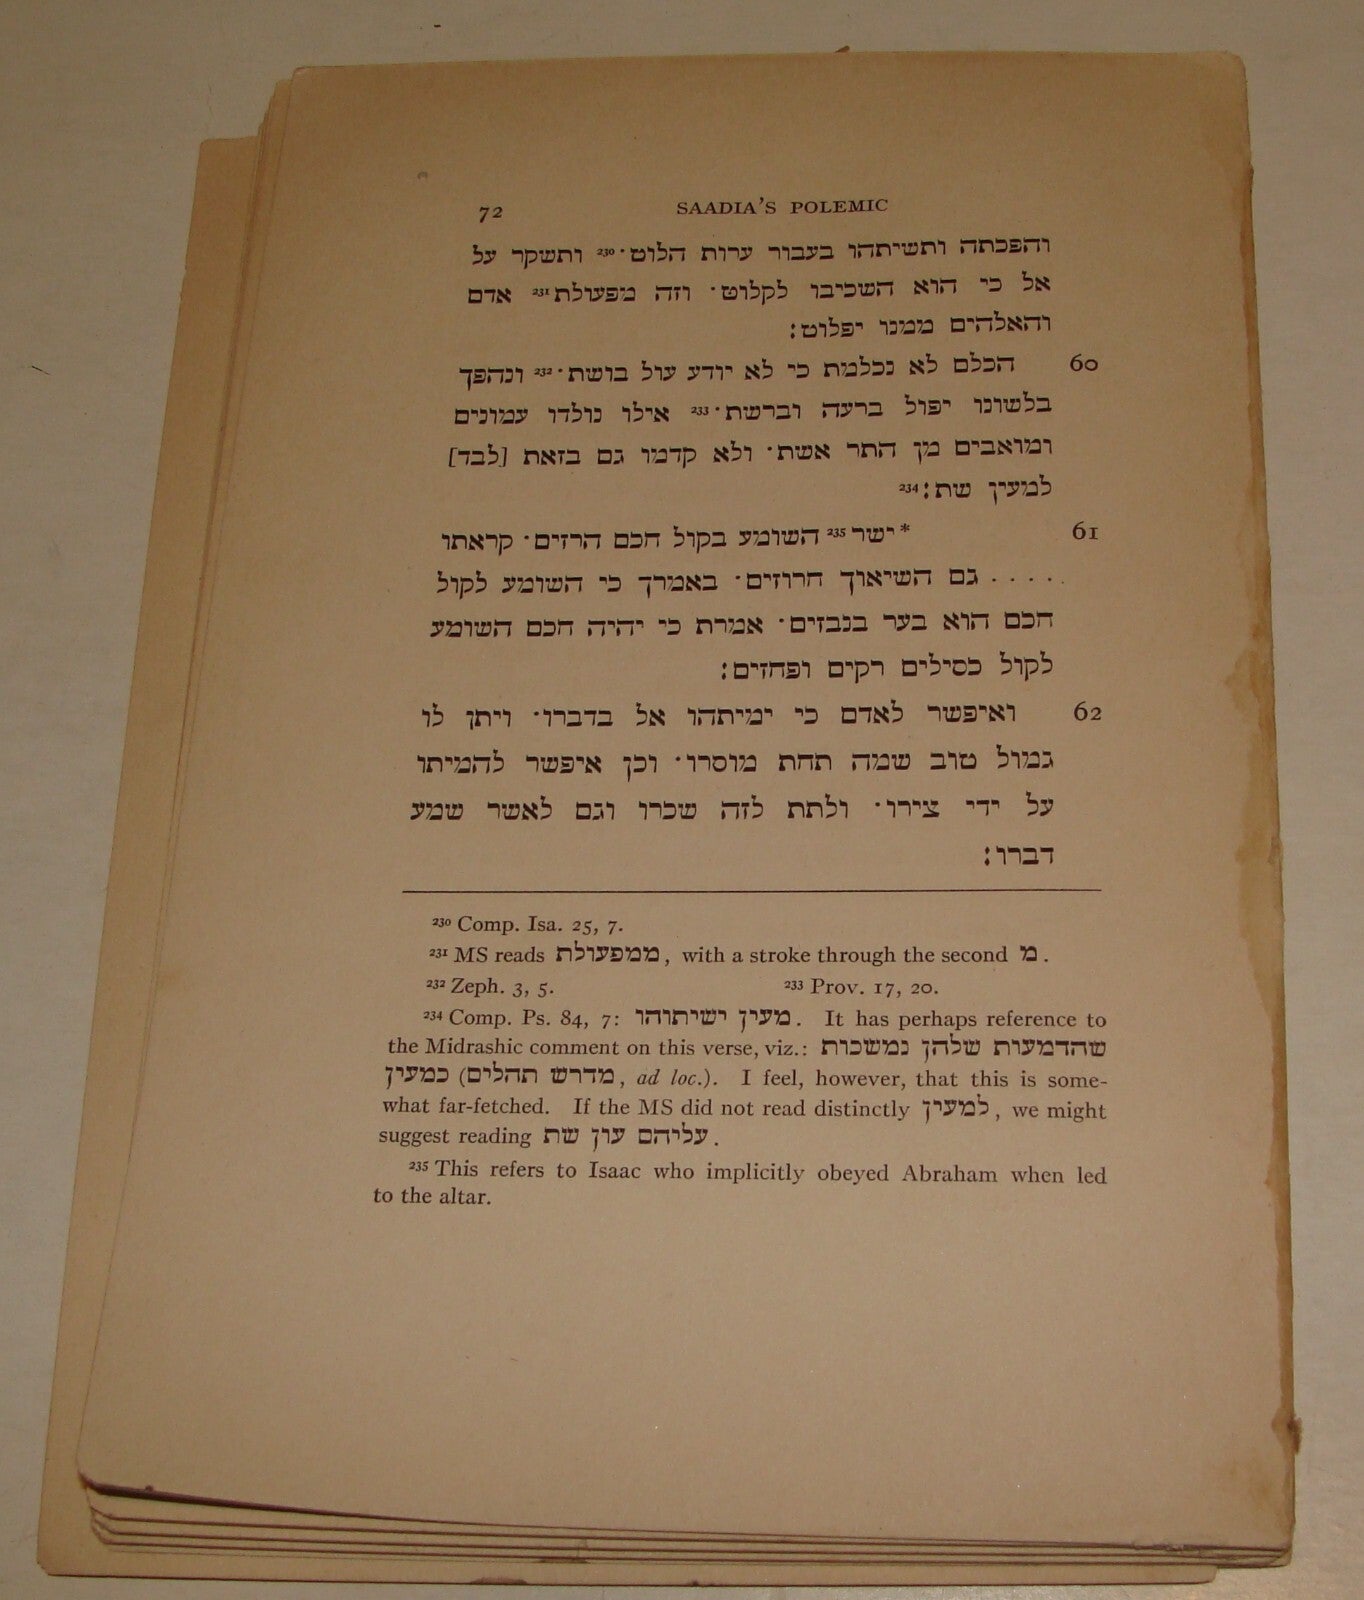 72 SAADIA'S POLEMIC
והפכתה ותשיתהו בעבור ערות הלוט·²³⁰ ותשקר על
אל כי הוא השכיבו לקלוט· וזה מפעולת²³¹ אדם
והאלהים ממנו יפלוט:
60 הכלם לא נכלמת כי לא יודע עול בושת·²³² ונהפך
בלשונו יפול ברעה וברשת·²³³ אילו נולדו עמונים
ומואבים מן התר אשת· ולא קדמו גם בזאת [לבד]
למעין שת:²³⁴
61 *ישר²³⁵ השומע בקול חכם הרזים· קראתו
. . . . . גם השיאוך חרוזים· באמרך כי השומע לקול
חכם הוא בער בנבזים· אמרת כי יהיה חכם השומע
לקול כסילים רקים ופחזים:
62 ואיפשר לאדם כי ימיתהו אל בדברו· ויתן לו
גמול טוב שמה תחת מוסרו· וכן איפשר להמיתו
על ידי צירו· ולתת לזה שכרו וגם לאשר שמע
דברו:
²³⁰ Comp. Isa. 25, 7.
²³¹ MS reads ממפעולת, with a stroke through the second מ.
²³² Zeph. 3, 5. ²³³ Prov. 17, 20.
²³⁴ Comp. Ps. 84, 7: מעין ישיתוהו. It has perhaps reference to
the Midrashic comment on this verse, viz.: שהדמעות שלהן נמשכות
כמעין (מדרש תהלים, ad loc.). I feel, however, that this is some-
what far-fetched. If the MS did not read distinctly למעין, we might
suggest reading עליהם עון שת.
²³⁵ This refers to Isaac who implicitly obeyed Abraham when led
to the altar.